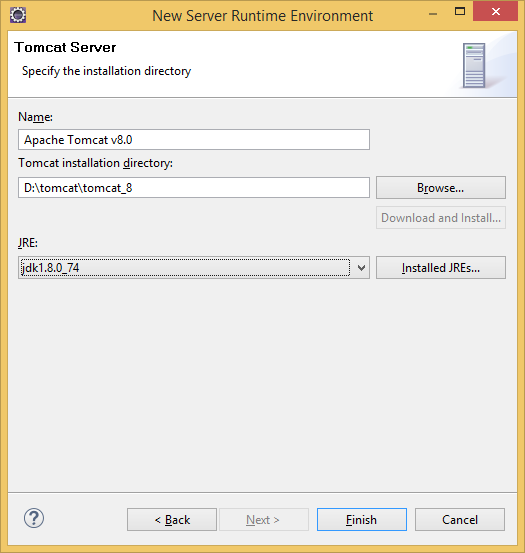 New Server Runtime Environment
Tomcat Server
Specify the installation directory
Name:
Apache Tomcat v8.0
Tomcat installation directory:
D:\tomcat\tomcat_8
Browse...
Download and Install...
JRE:
jdk1.8.0_74
Installed JREs...
?
< Back
Next >
Finish
Cancel